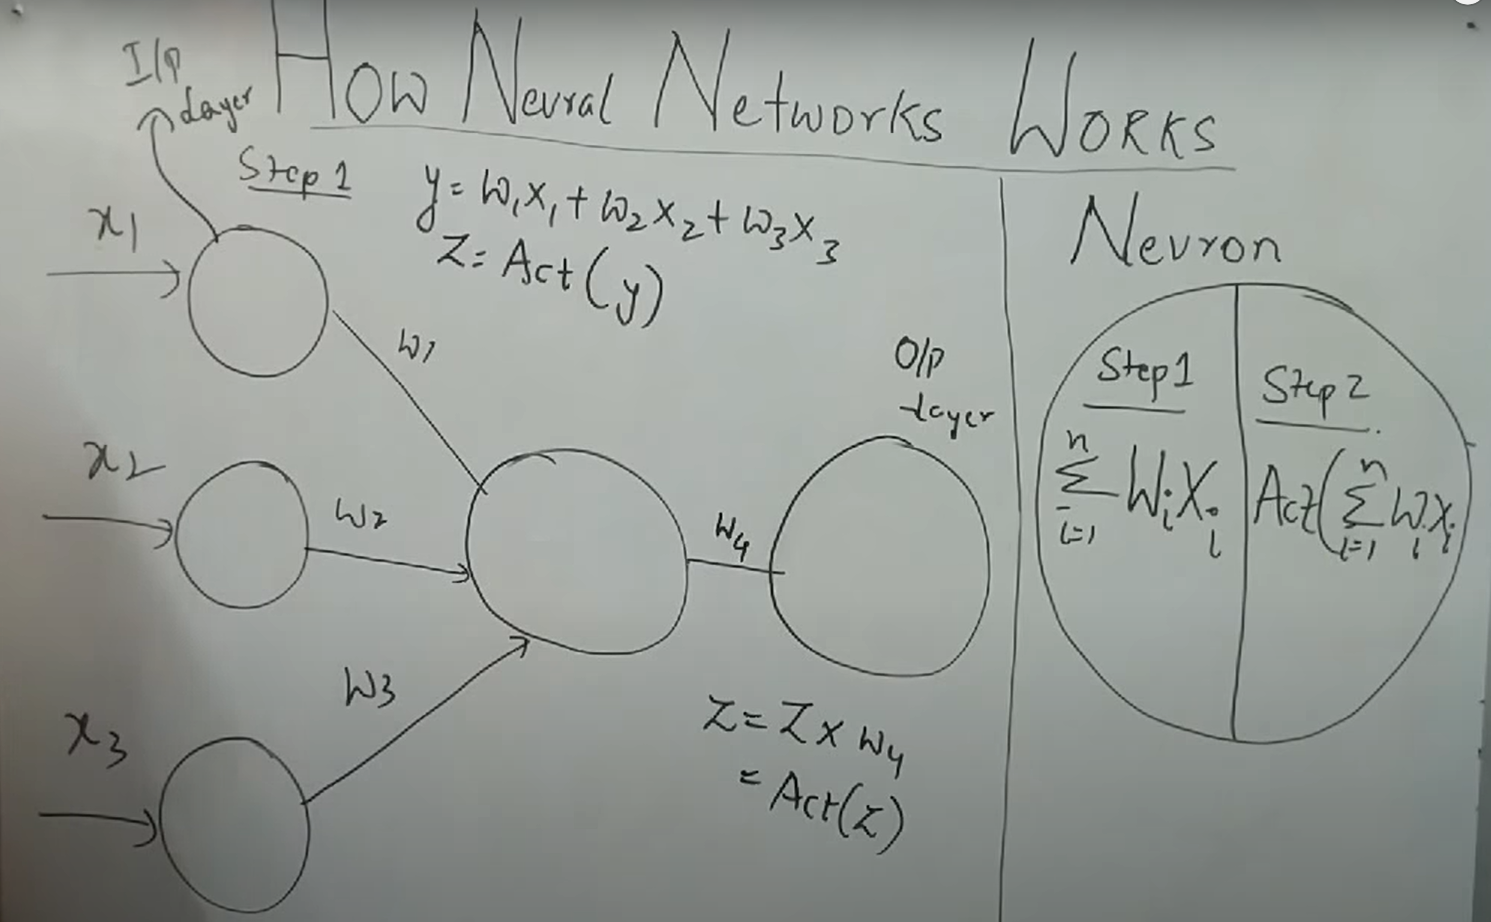 How Neural Networks Works
I/P
Layer
Step 1
y = W₁X₁ + W₂X₂ + W₃X₃
Z = Act(y)
x1
W1
x2
W2
x3
W3
W4
O/P
Layer
Z = Z × W4
= Act(Z)
Neuron
Step 1
n
Σ WᵢXᵢ
i=1
Step 2
n
Act(Σ WᵢXᵢ
i=1